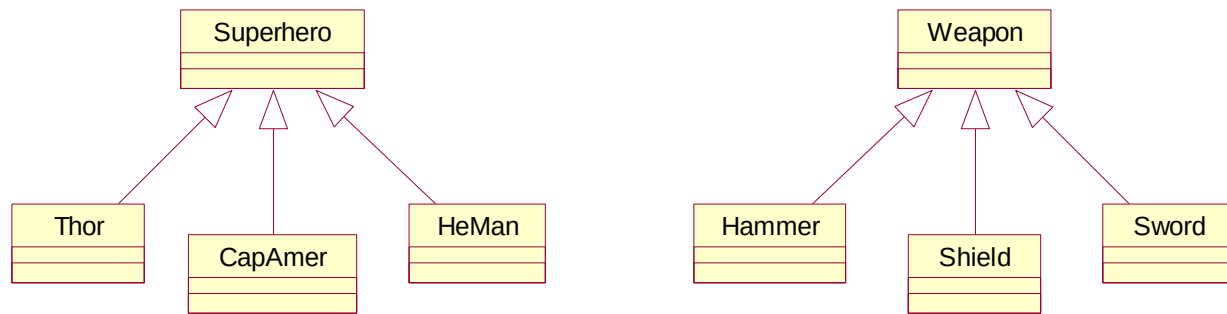 Superhero
Weapon
Thor
CapAmer
HeMan
Hammer
Shield
Sword